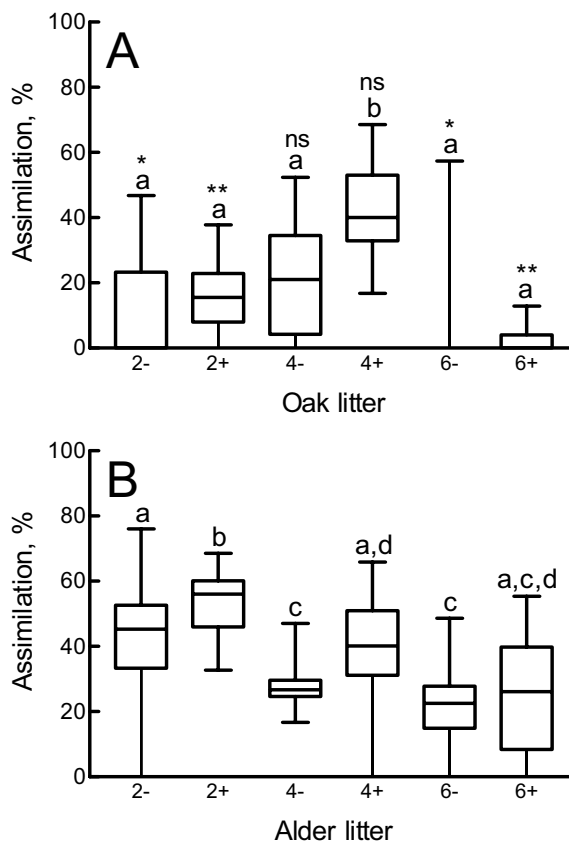 A
Assimilation, %
100
80
60
40
20
0
* ** ns ns * **
a a a b a a
2- 2+ 4- 4+ 6- 6+
Oak litter
B
Assimilation, %
100
80
60
40
20
0
a b c a,d c a,c,d
2- 2+ 4- 4+ 6- 6+
Alder litter